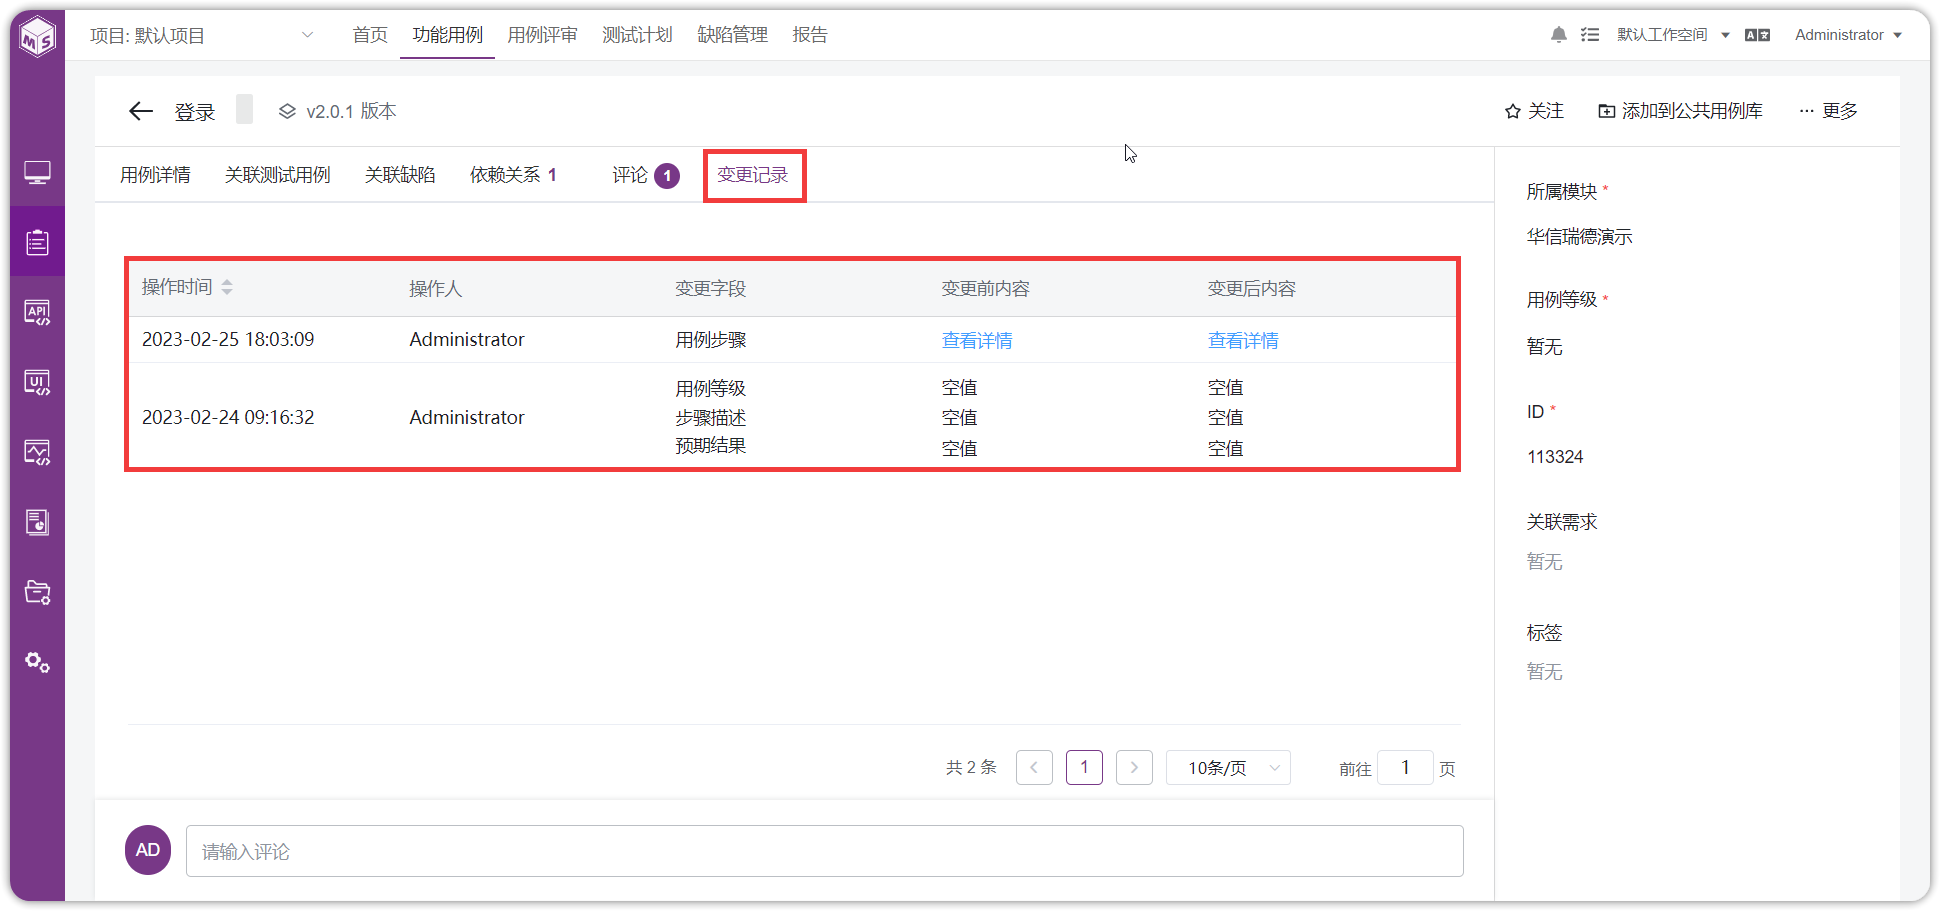 MS
项目: 默认项目
首页 功能用例 用例评审 测试计划 缺陷管理 报告
默认工作空间
Administrator
登录
v2.0.1 版本
关注
添加到公共用例库
··· 更多
用例详情 关联测试用例 关联缺陷 依赖关系 1 评论 1 变更记录
操作时间 操作人 变更字段 变更前内容 变更后内容
2023-02-25 18:03:09 Administrator 用例步骤 查看详情 查看详情
2023-02-24 09:16:32 Administrator
用例等级 空值 空值
步骤描述 空值 空值
预期结果 空值 空值
所属模块 *
华信瑞德演示
用例等级 *
暂无
ID *
113324
关联需求
暂无
标签
暂无
API
UI
共 2 条 1 10条/页 前往 1 页
AD
请输入评论